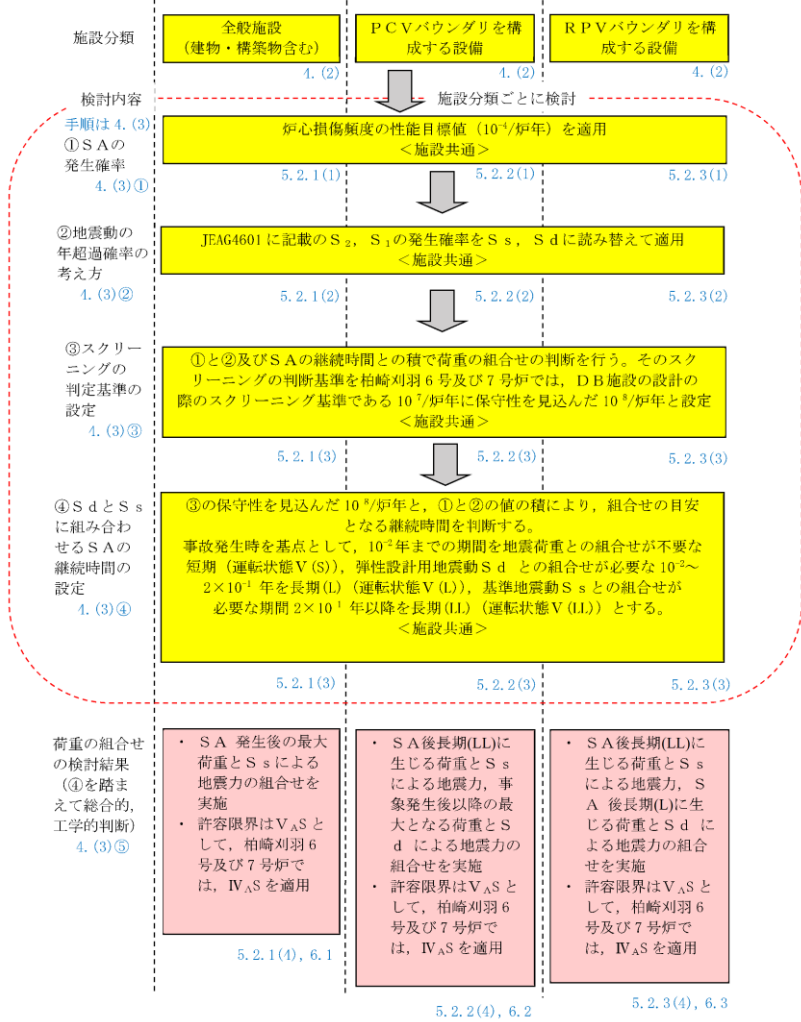 施設分類
全般施設
(建物・構築物含む)
PCVバウンダリを構
成する設備
RPVバウンダリを構
成する設備
4. (2)
4. (2)
4. (2)
検討内容
施設分類ごとに検討
手順は 4. (3)
①SAの
発生確率
4. (3)①
炉心損傷頻度の性能目標値 (10⁻⁴/炉年) を適用
<施設共通>
5.2.1(1)
5.2.2(1)
5.2.3(1)
②地震動の
年超過確率の
考え方
4. (3)②
JEAG4601 に記載のS₂, S₁の発生確率をSs, Sdに読み替えて適用
<施設共通>
5.2.1(2)
5.2.2(2)
5.2.3(2)
③スクリー
ニングの
判定基準の
設定
4. (3)③
①と②及びSAの継続時間との積で荷重の組合せの判断を行う。そのスク
リーニングの判断基準を柏崎刈羽6号及び7号炉では, DB施設の設計の
際のスクリーニング基準である 10⁷/炉年に保守性を見込んだ 10⁸/炉年と設定
<施設共通>
5.2.1(3)
5.2.2(3)
5.2.3(3)
④SdとSs
に組み合わ
せるSAの
継続時間の
設定
4. (3)④
③の保守性を見込んだ 10⁸/炉年と, ①と②の値の積により, 組合せの目安
となる継続時間を判断する。
事故発生時を基点として, 10⁻²年までの期間を地震荷重との組合せが不要な
短期 (運転状態V(S)), 弾性設計用地震動Sd との組合せが必要な 10⁻²~
2×10⁻¹ 年を長期(L) (運転状態V(L)), 基準地震動Ssとの組合せが
必要な期間 2×10¹ 年以降を長期(LL) (運転状態V(LL)) とする。
<施設共通>
5.2.1(3)
5.2.2(3)
5.2.3(3)
荷重の組合せ
の検討結果
(④を踏ま
えて総合的,
工学的判断)
4. (3)⑤
・ SA 発生後の最大
荷重とSsによる
地震力の組合せを
実施
・ 許容限界はV_ASと
して, 柏崎刈羽6
号及び7号炉で
は, Ⅳ_ASを適用
5.2.1(4), 6.1
・ SA後長期(LL)に
生じる荷重とSs
による地震力, 事
象発生後以降の最
大となる荷重とS
d による地震力の
組合せを実施
・ 許容限界はV_ASと
して, 柏崎刈羽6
号及び7号炉で
は, Ⅳ_ASを適用
5.2.2(4), 6.2
・ SA後長期(LL)に
生じる荷重とSs
による地震力, S
A 後長期(L)に生
じる荷重とSd に
よる地震力の組合
せを実施
・ 許容限界はV_ASと
して, 柏崎刈羽6
号及び7号炉で
は, Ⅳ_ASを適用
5.2.3(4), 6.3